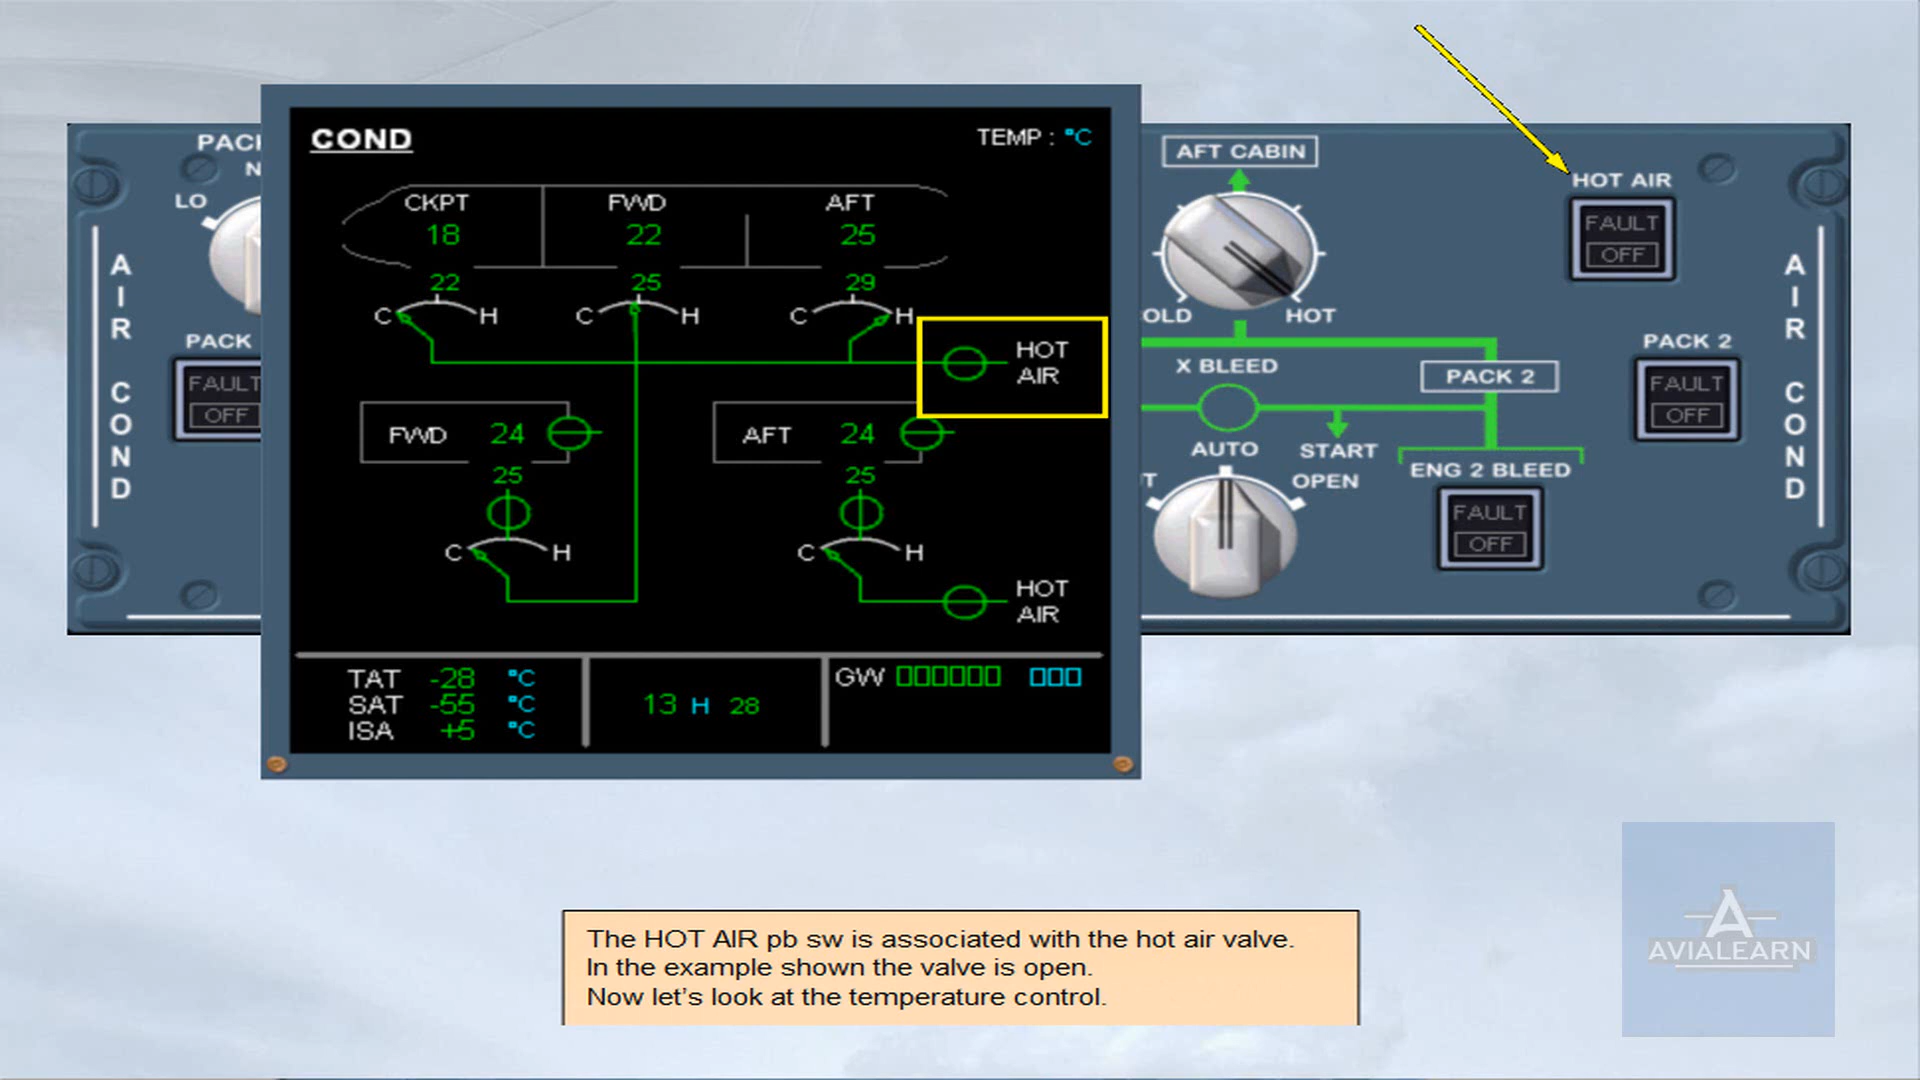 COND
TEMP : °C
CKPT FWD AFT
18 22 25
22 25 29
C H C H C H
HOT
AIR
FWD 24 AFT 24
25 25
C H C H
HOT
AIR
TAT -28 °C
SAT -55 °C
ISA +5 °C
13 H 28
GW
PACK
LO
AIR COND
PACK
FAULT
OFF
AFT CABIN
OLD HOT
X BLEED
AUTO
START
OPEN
PACK 2
ENG 2 BLEED
FAULT
OFF
HOT AIR
FAULT
OFF
PACK 2
FAULT
OFF
AIR COND
The HOT AIR pb sw is associated with the hot air valve.
In the example shown the valve is open.
Now let's look at the temperature control.
A
AVIALEARN